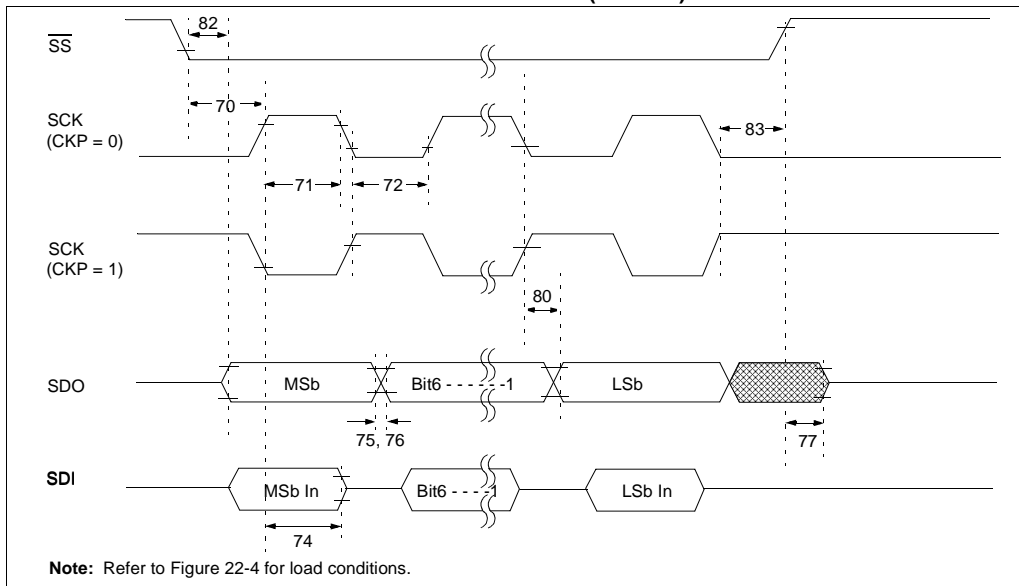 82
SS
70
SCK
(CKP = 0)
83
71
72
SCK
(CKP = 1)
80
SDO
MSb
Bit6 - - - - - -1
LSb
75, 76
77
SDI
MSb In
Bit6 - - - - -1
LSb In
74
Note: Refer to Figure 22-4 for load conditions.